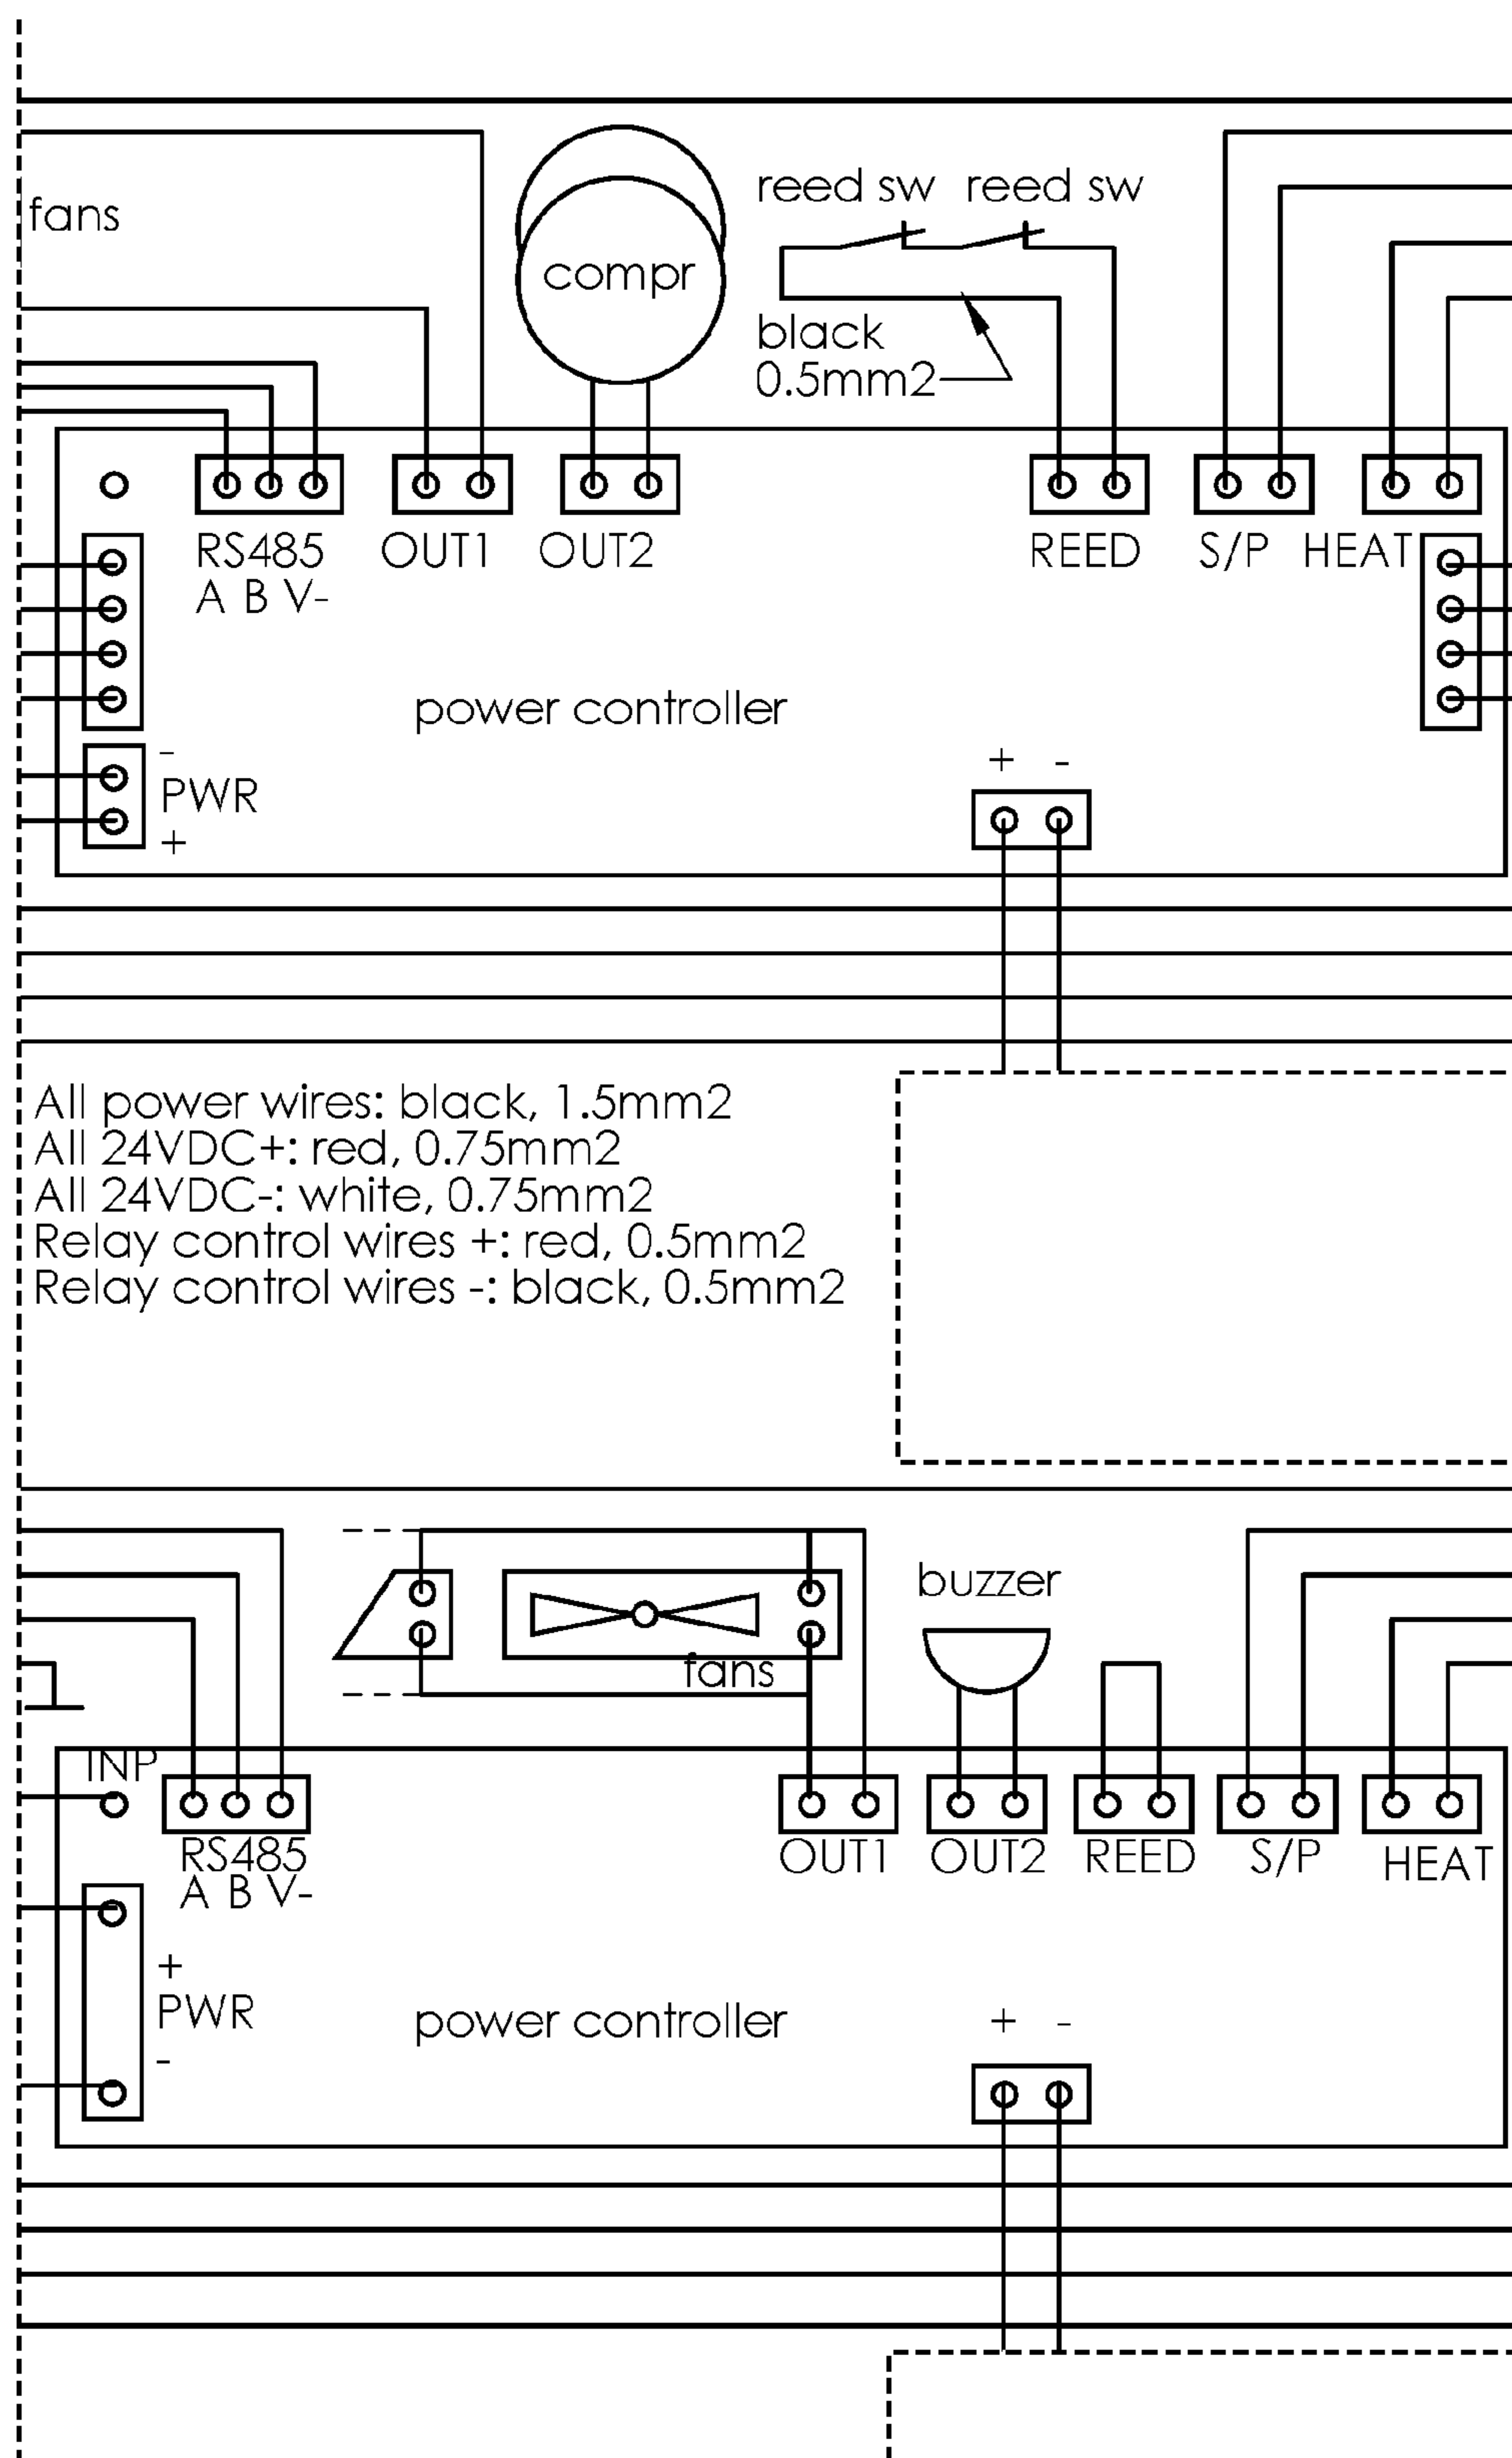 reed sw reed sw
fans
compr
black
0.5mm2
RS485 OUT1 OUT2 REED S/P HEAT
A B V-
power controller
-
PWR
+
+ -
All power wires: black, 1.5mm2
All 24VDC+: red, 0.75mm2
All 24VDC-: white, 0.75mm2
Relay control wires +: red, 0.5mm2
Relay control wires -: black, 0.5mm2
buzzer
fans
INP
RS485 OUT1 OUT2 REED S/P HEAT
A B V-
+
PWR
-
power controller
+ -